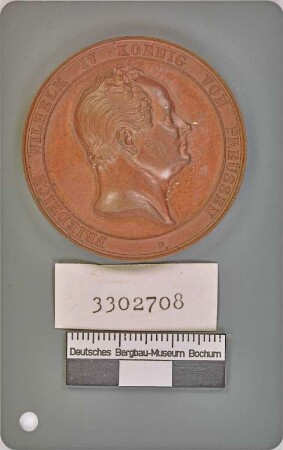 FRIEDRICH WILHELM IV KOENIG VON PREUSSEN
3302708
Deutsches Bergbau-Museum Bochum